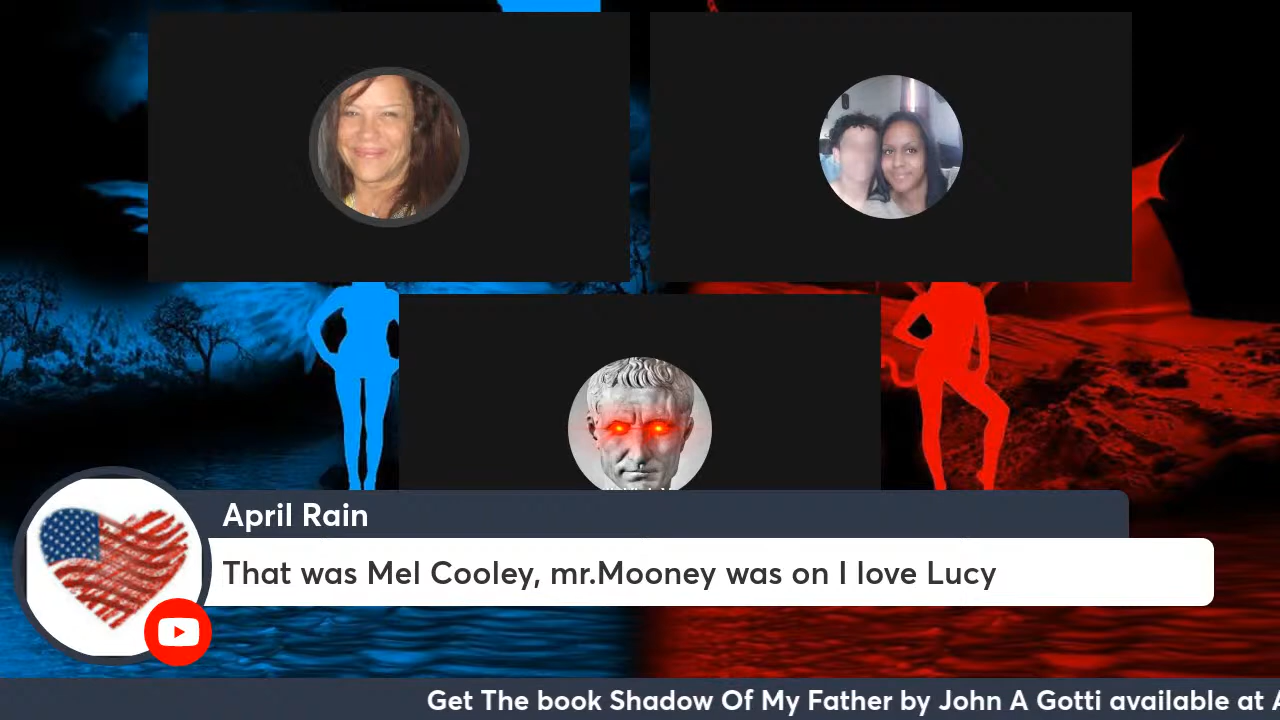 April Rain
That was Mel Cooley, mr.Mooney was on I love Lucy
Get The book Shadow Of My Father by John A Gotti available at